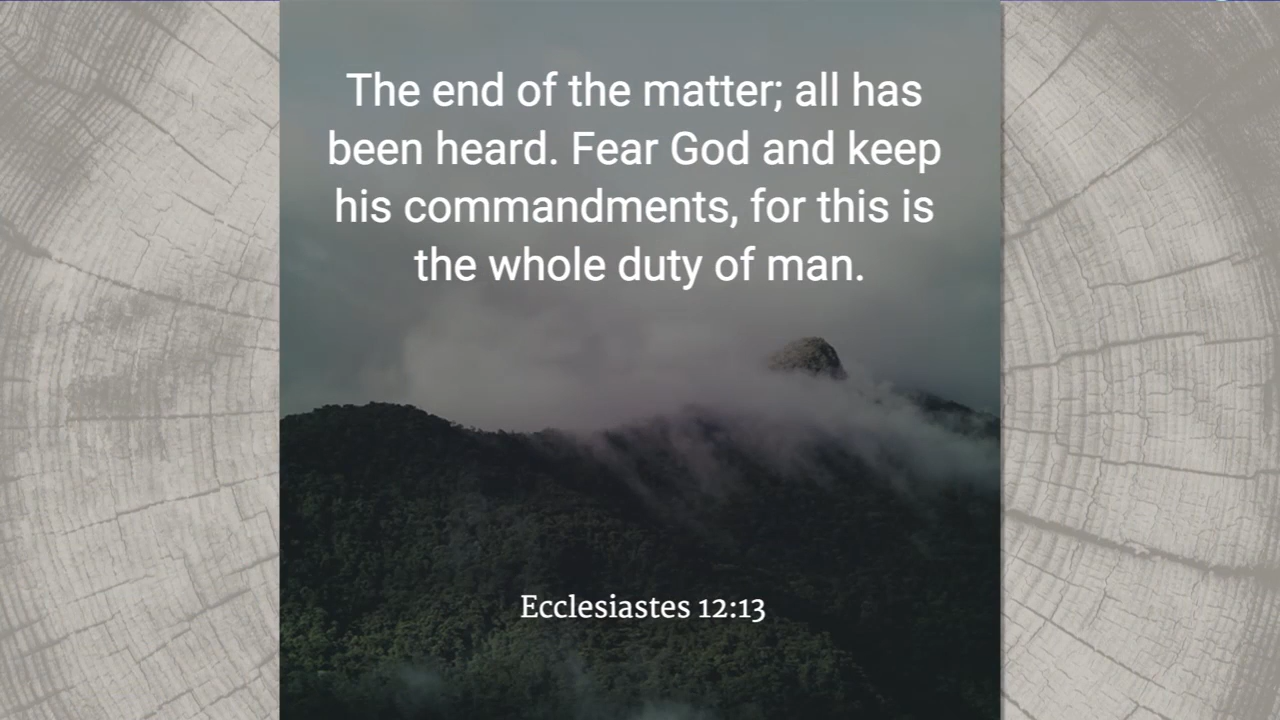 The end of the matter; all has
been heard. Fear God and keep
his commandments, for this is
the whole duty of man.
Ecclesiastes 12:13